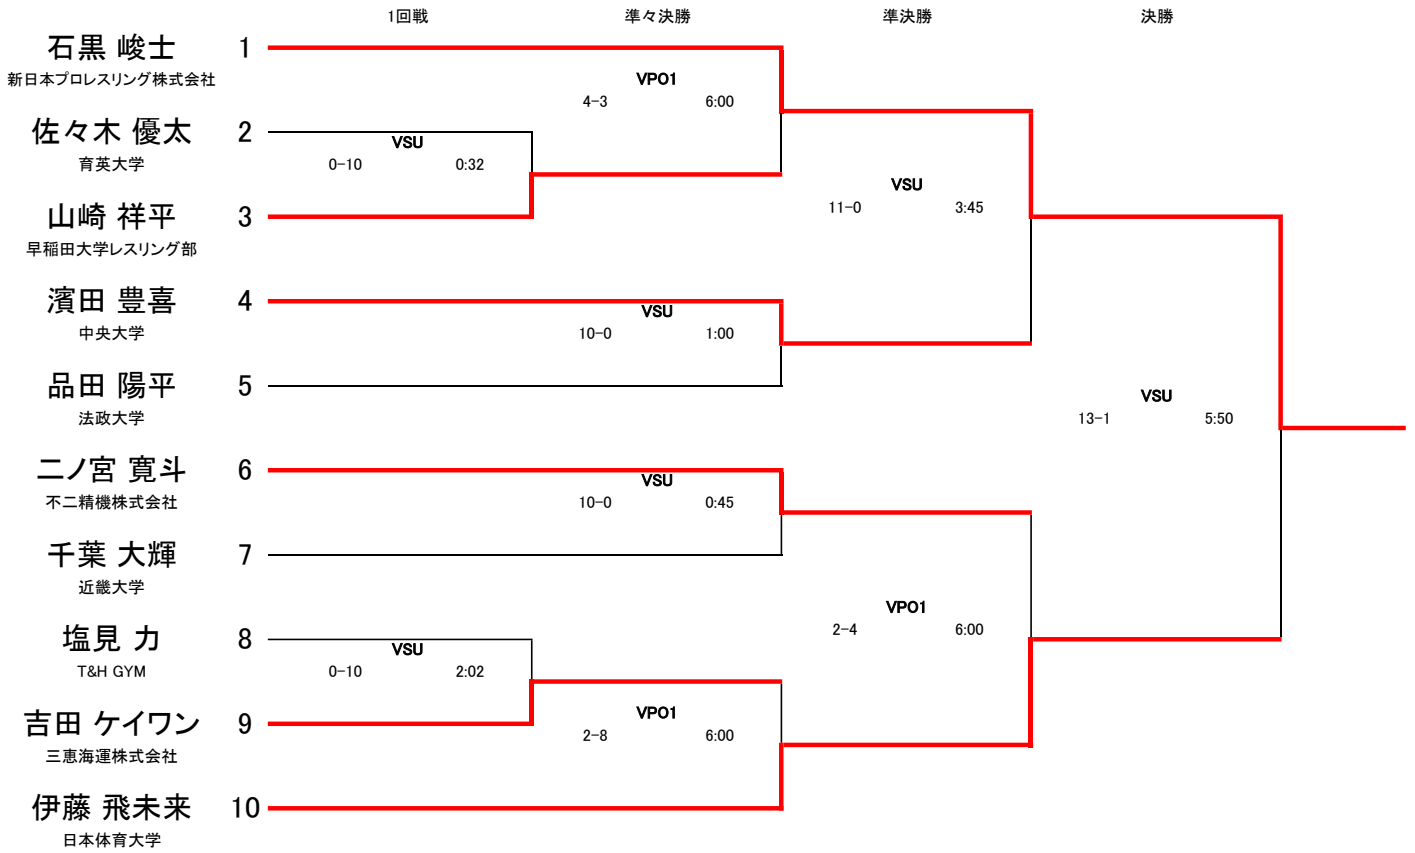 1回戦 準々決勝 準決勝 決勝
石黒 峻士 1
新日本プロレスリング株式会社
VPO1
4-3 6:00
佐々木 優太 2
育英大学
VSU
0-10 0:32
VSU
11-0 3:45
山崎 祥平 3
早稲田大学レスリング部
濱田 豊喜 4
中央大学
VSU
10-0 1:00
品田 陽平 5
法政大学
VSU
13-1 5:50
二ノ宮 寛斗 6
不二精機株式会社
VSU
10-0 0:45
千葉 大輝 7
近畿大学
VPO1
2-4 6:00
塩見 力 8
T&H GYM
VSU
0-10 2:02
吉田 ケイワン 9
三恵海運株式会社
VPO1
2-8 6:00
伊藤 飛未来 10
日本体育大学